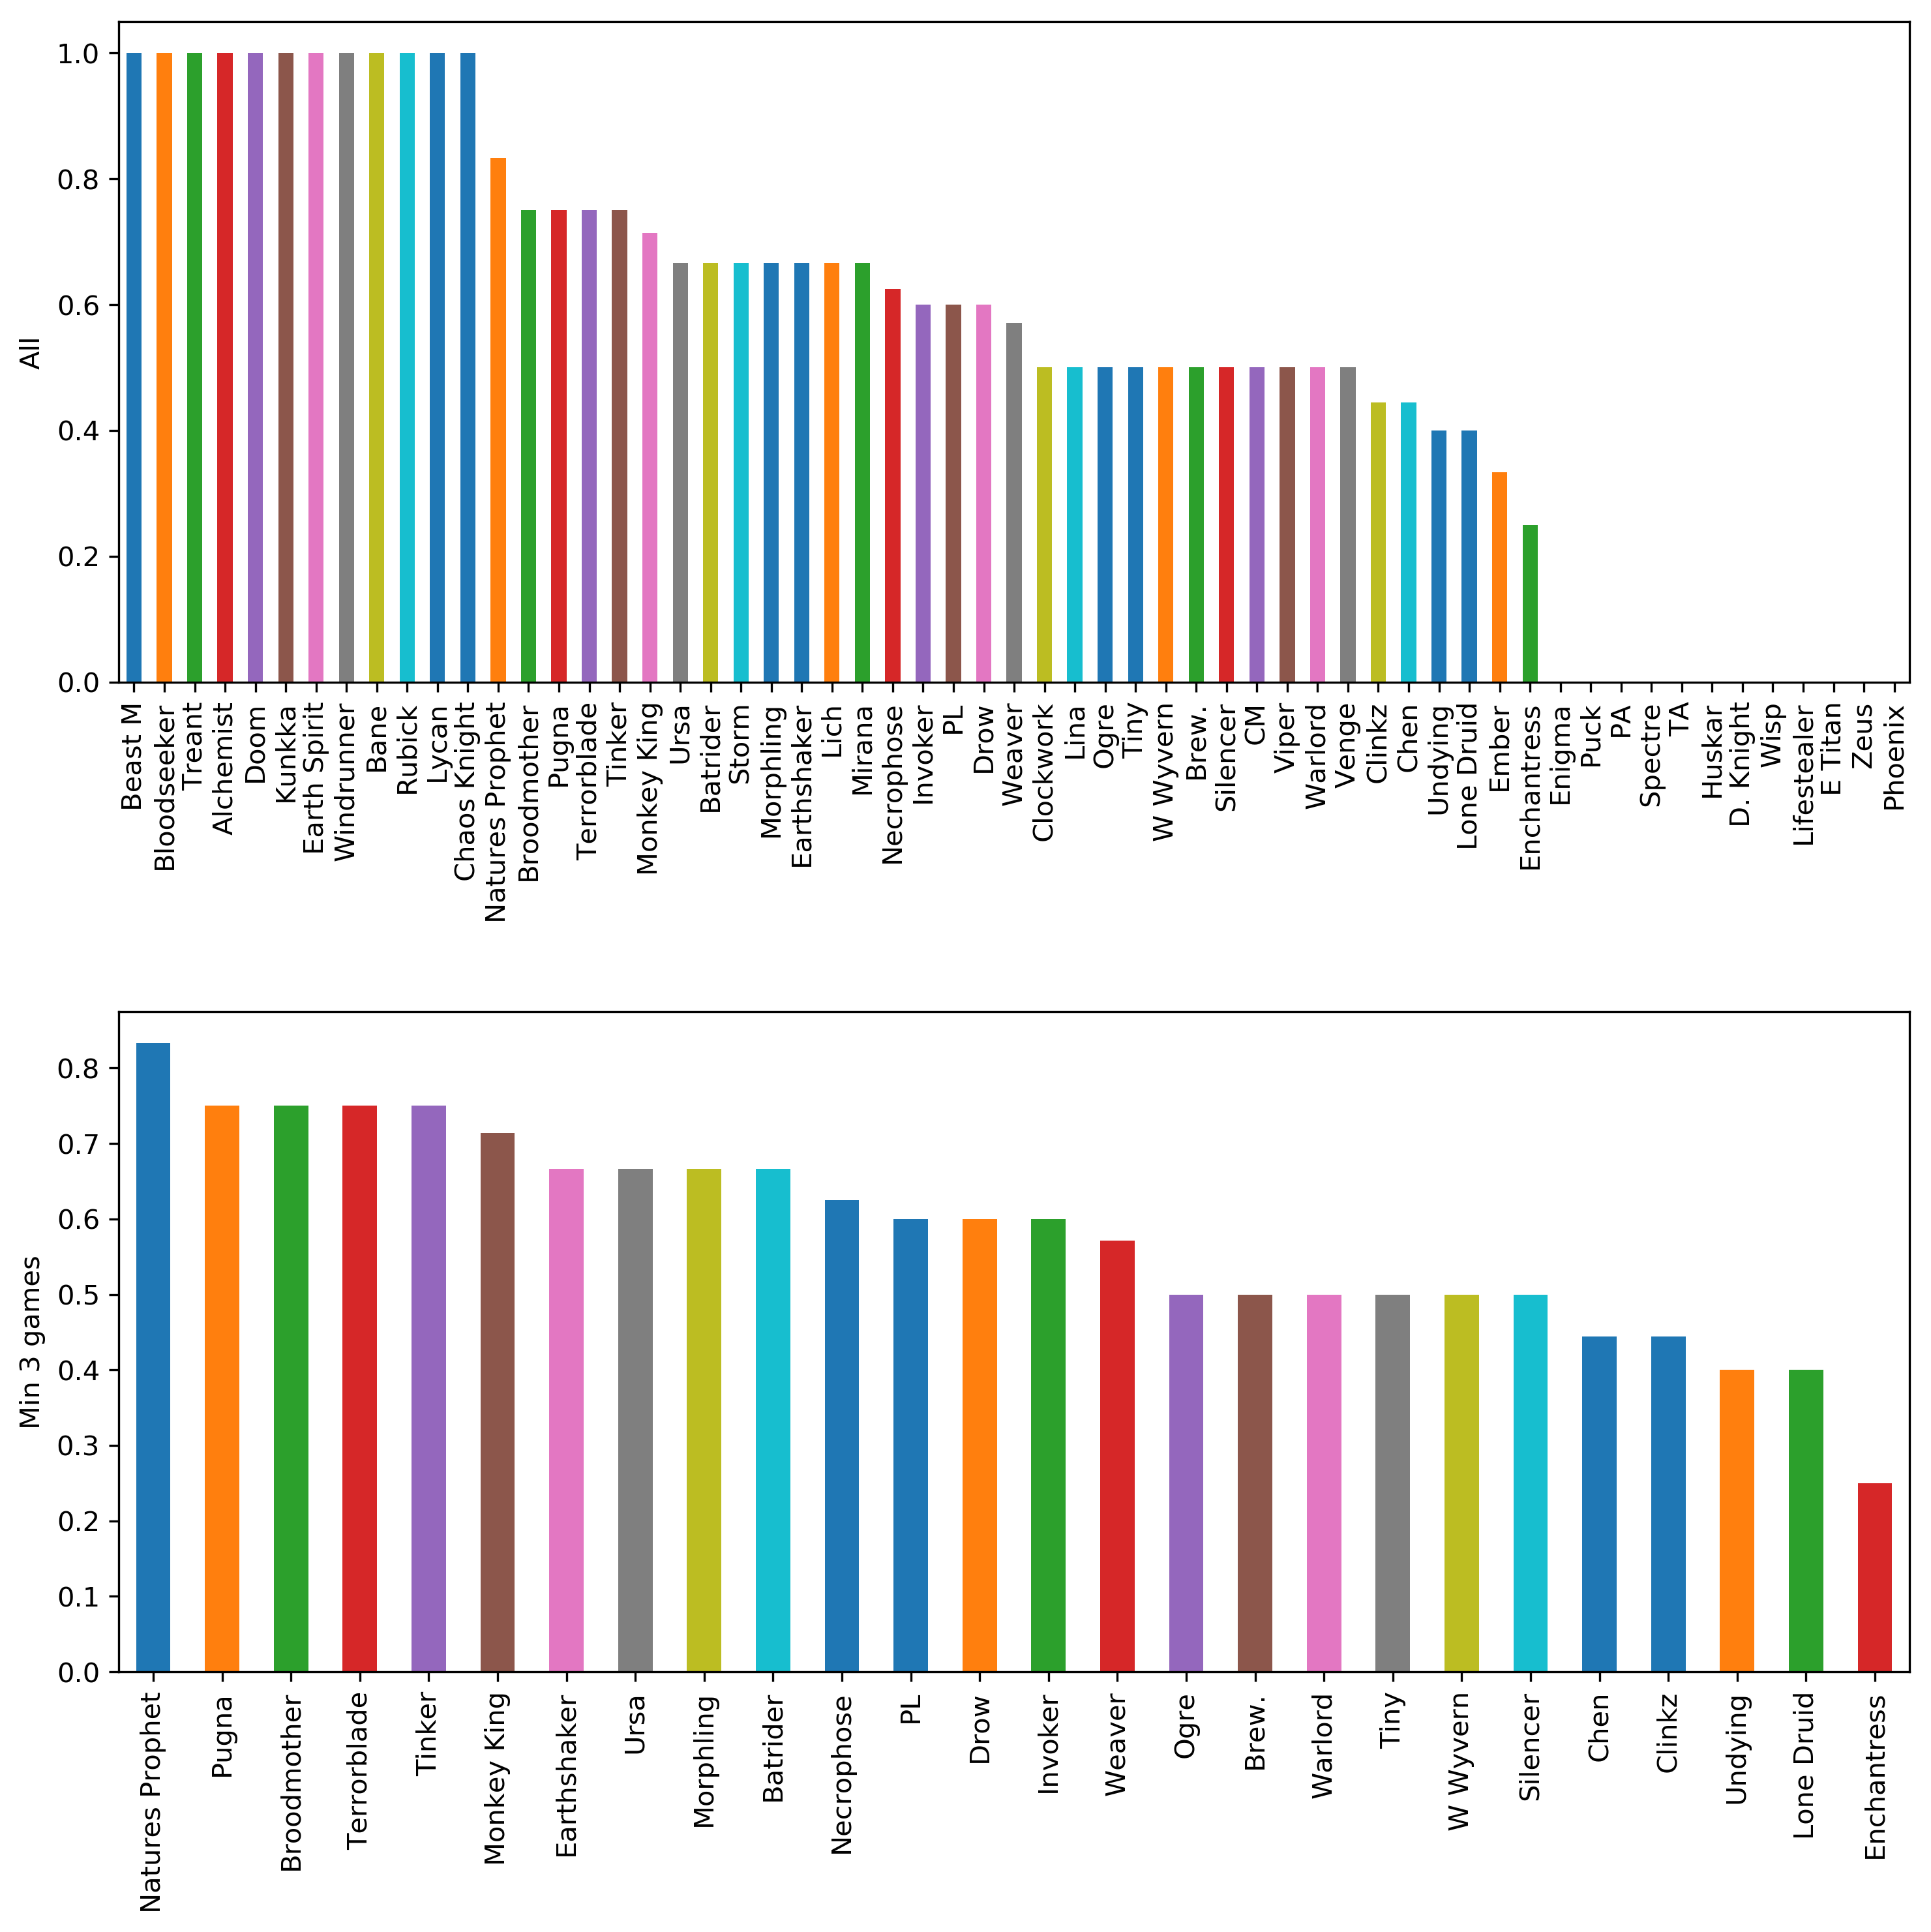 1.0
0.8
0.6
0.4
0.2
0.0
All
Beast M
Bloodseeker
Treant
Alchemist
Doom
Kunkka
Earth Spirit
Windrunner
Bane
Rubick
Lycan
Chaos Knight
Natures Prophet
Broodmother
Pugna
Terrorblade
Tinker
Monkey King
Ursa
Batrider
Storm
Morphling
Earthshaker
Lich
Mirana
Necrophose
Invoker
PL
Drow
Weaver
Clockwork
Lina
Ogre
Tiny
W Wyvern
Brew.
Silencer
CM
Viper
Warlord
Venge
Clinkz
Chen
Undying
Lone Druid
Ember
Enchantress
Enigma
Puck
PA
Spectre
TA
Huskar
D. Knight
Wisp
Lifestealer
E Titan
Zeus
Phoenix
0.8
0.7
0.6
0.5
0.4
0.3
0.2
0.1
0.0
Min 3 games
Natures Prophet
Pugna
Broodmother
Terrorblade
Tinker
Monkey King
Earthshaker
Ursa
Morphling
Batrider
Necrophose
PL
Drow
Invoker
Weaver
Ogre
Brew.
Warlord
Tiny
W Wyvern
Silencer
Chen
Clinkz
Undying
Lone Druid
Enchantress